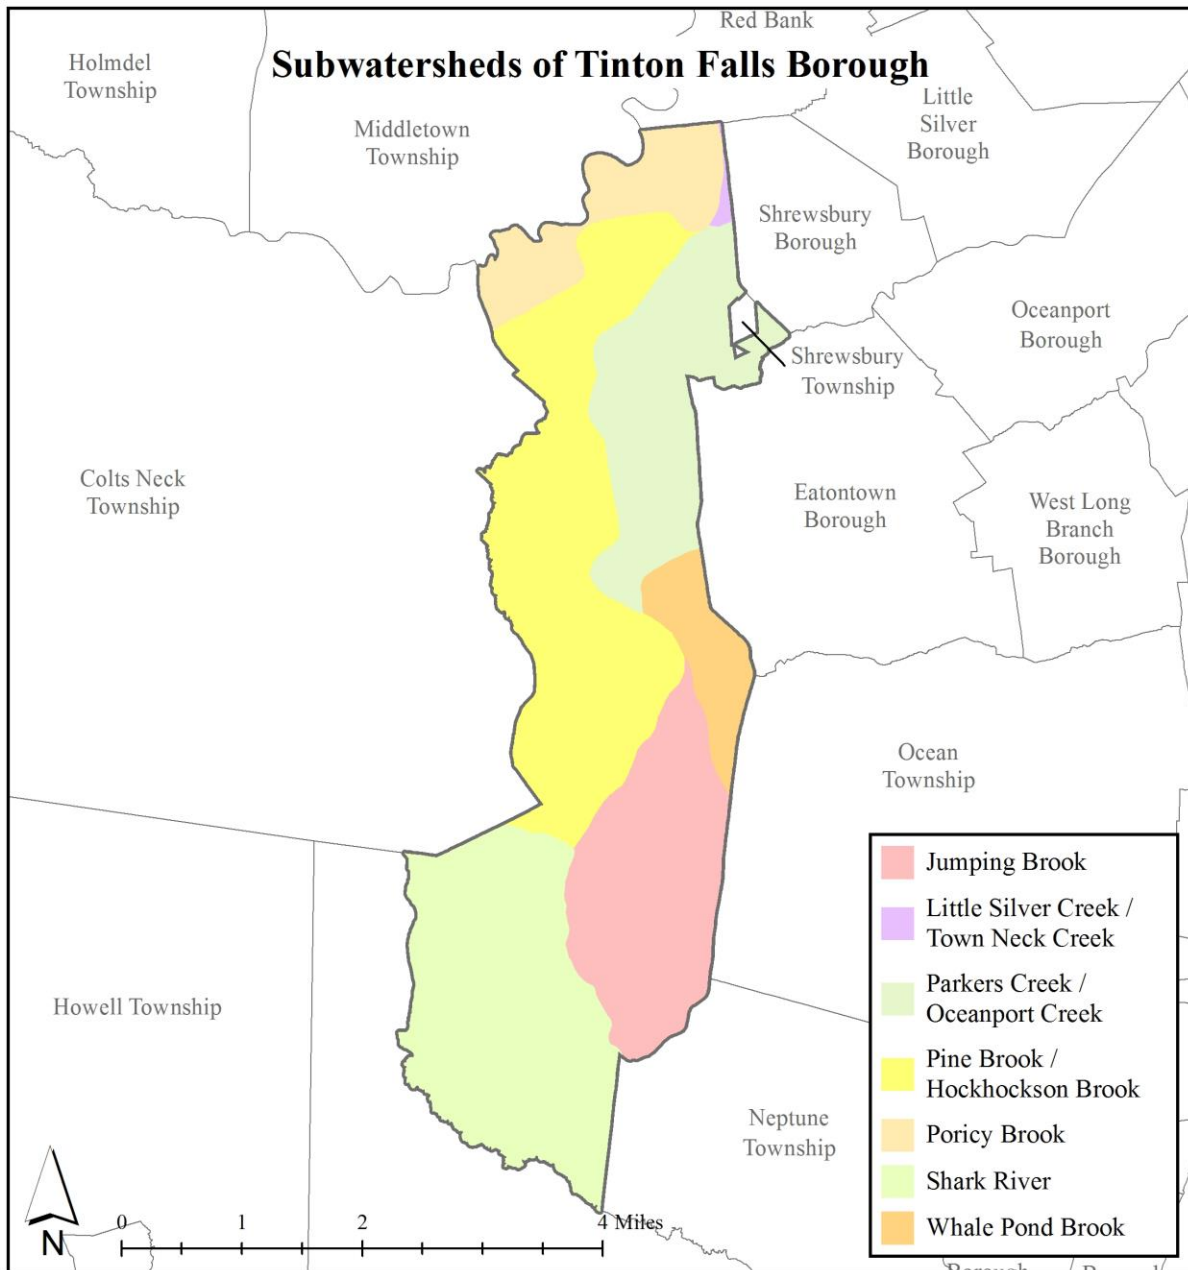 Red Bank
Subwatersheds of Tinton Falls Borough
Holmdel
Township
Middletown
Township
Little
Silver
Borough
Shrewsbury
Borough
Oceanport
Borough
Shrewsbury
Township
Colts Neck
Township
Eatontown
Borough
West Long
Branch
Borough
Ocean
Township
Howell Township
Neptune
Township
Jumping Brook
Little Silver Creek /
Town Neck Creek
Parkers Creek /
Oceanport Creek
Pine Brook /
Hockhockson Brook
Poricy Brook
Shark River
Whale Pond Brook
N
0 1 2 4 Miles
Borough